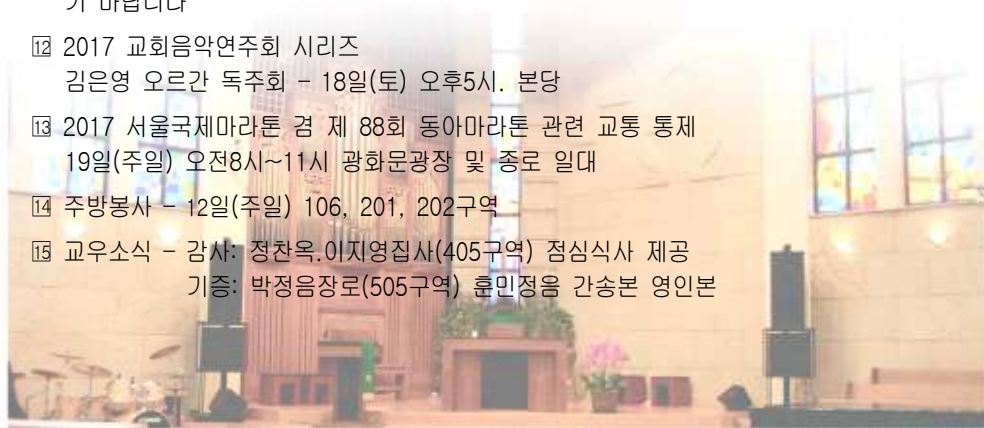 기 바랍니다
12 2017 교회음악연주회 시리즈
김은영 오르간 독주회 - 18일(토) 오후5시. 본당
13 2017 서울국제마라톤 겸 제 88회 동아마라톤 관련 교통 통제
19일(주일) 오전8시~11시 광화문광장 및 종로 일대
14 주방봉사 - 12일(주일) 106, 201, 202구역
15 교우소식 - 감사: 정찬옥.이지영집사(405구역) 점심식사 제공
기증: 박정음장로(505구역) 훈민정음 간송본 영인본